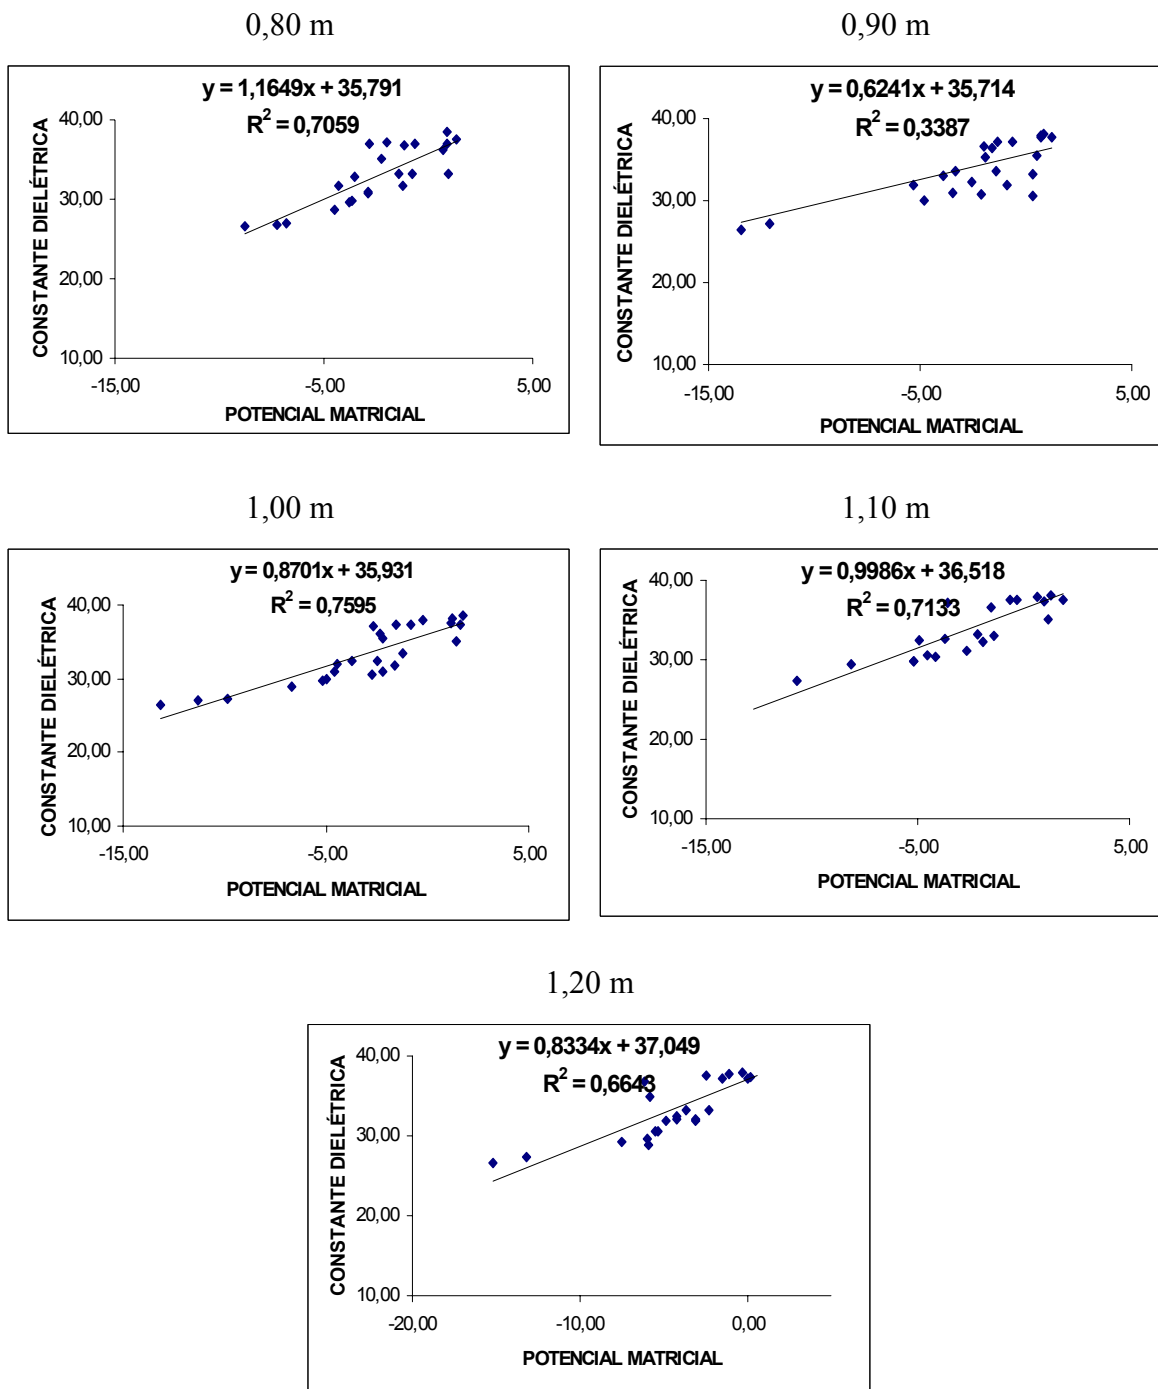 0,80 m
y = 1,1649x + 35,791
R² = 0,7059
CONSTANTE DIELÉTRICA
40,00
30,00
20,00
10,00
-15,00 -5,00 5,00
POTENCIAL MATRICIAL
0,90 m
y = 0,6241x + 35,714
R² = 0,3387
CONSTANTE DIELÉTRICA
40,00
30,00
20,00
10,00
-15,00 -5,00 5,00
POTENCIAL MATRICIAL
1,00 m
y = 0,8701x + 35,931
R² = 0,7595
CONSTANTE DIELÉTRICA
40,00
30,00
20,00
10,00
-15,00 -5,00 5,00
POTENCIAL MATRICIAL
1,10 m
y = 0,9986x + 36,518
R² = 0,7133
CONSTANTE DIELÉTRICA
40,00
30,00
20,00
10,00
-15,00 -5,00 5,00
POTENCIAL MATRICIAL
1,20 m
y = 0,8334x + 37,049
R² = 0,6643
CONSTANTE DIELÉTRICA
40,00
30,00
20,00
10,00
-20,00 -10,00 0,00
POTENCIAL MATRICIAL